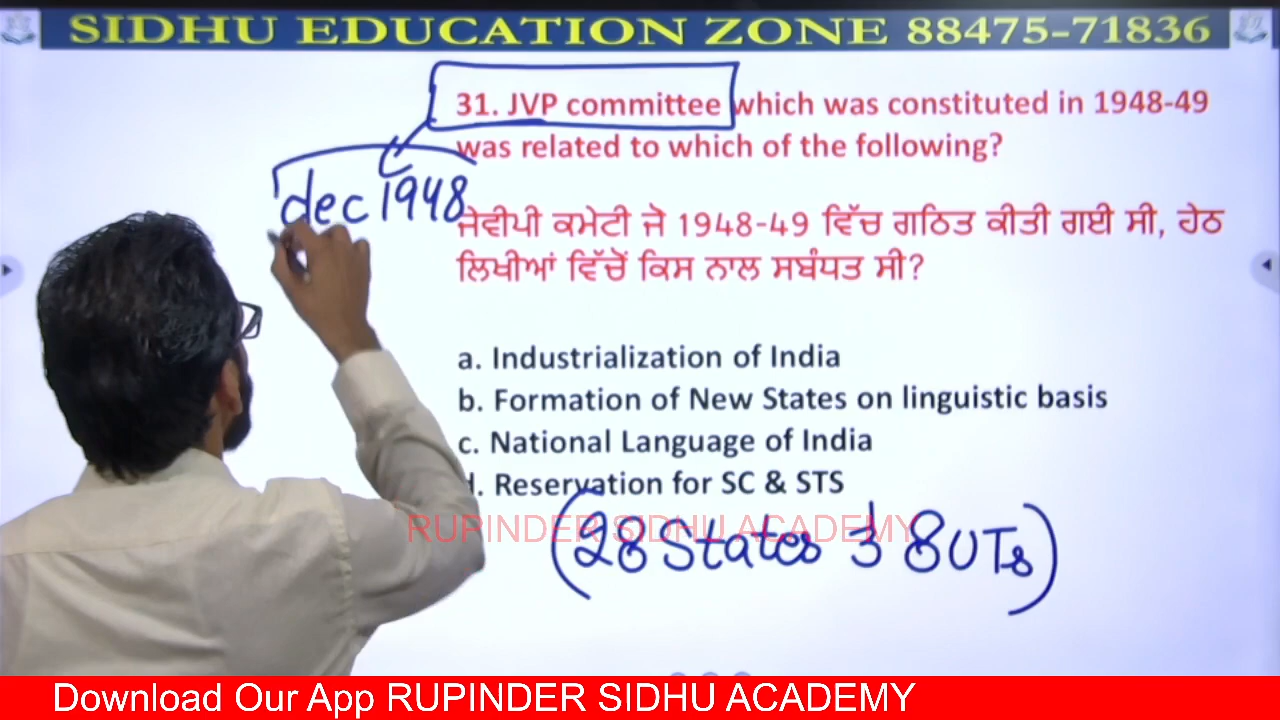 SIDHU EDUCATION ZONE 88475-71836
31. JVP committee which was constituted in 1948-49
was related to which of the following?
dec 1948
ਜੇਵੀਪੀ ਕਮੇਟੀ ਜੋ 1948-49 ਵਿੱਚ ਗਠਿਤ ਕੀਤੀ ਗਈ ਸੀ, ਹੇਠ
ਲਿਖੀਆਂ ਵਿੱਚੋਂ ਕਿਸ ਨਾਲ ਸਬੰਧਤ ਸੀ?
a. Industrialization of India
b. Formation of New States on linguistic basis
c. National Language of India
d. Reservation for SC & STS
RUPINDER SIDHU ACADEMY
(28 States & 8 UTs)
Download Our App RUPINDER SIDHU ACADEMY